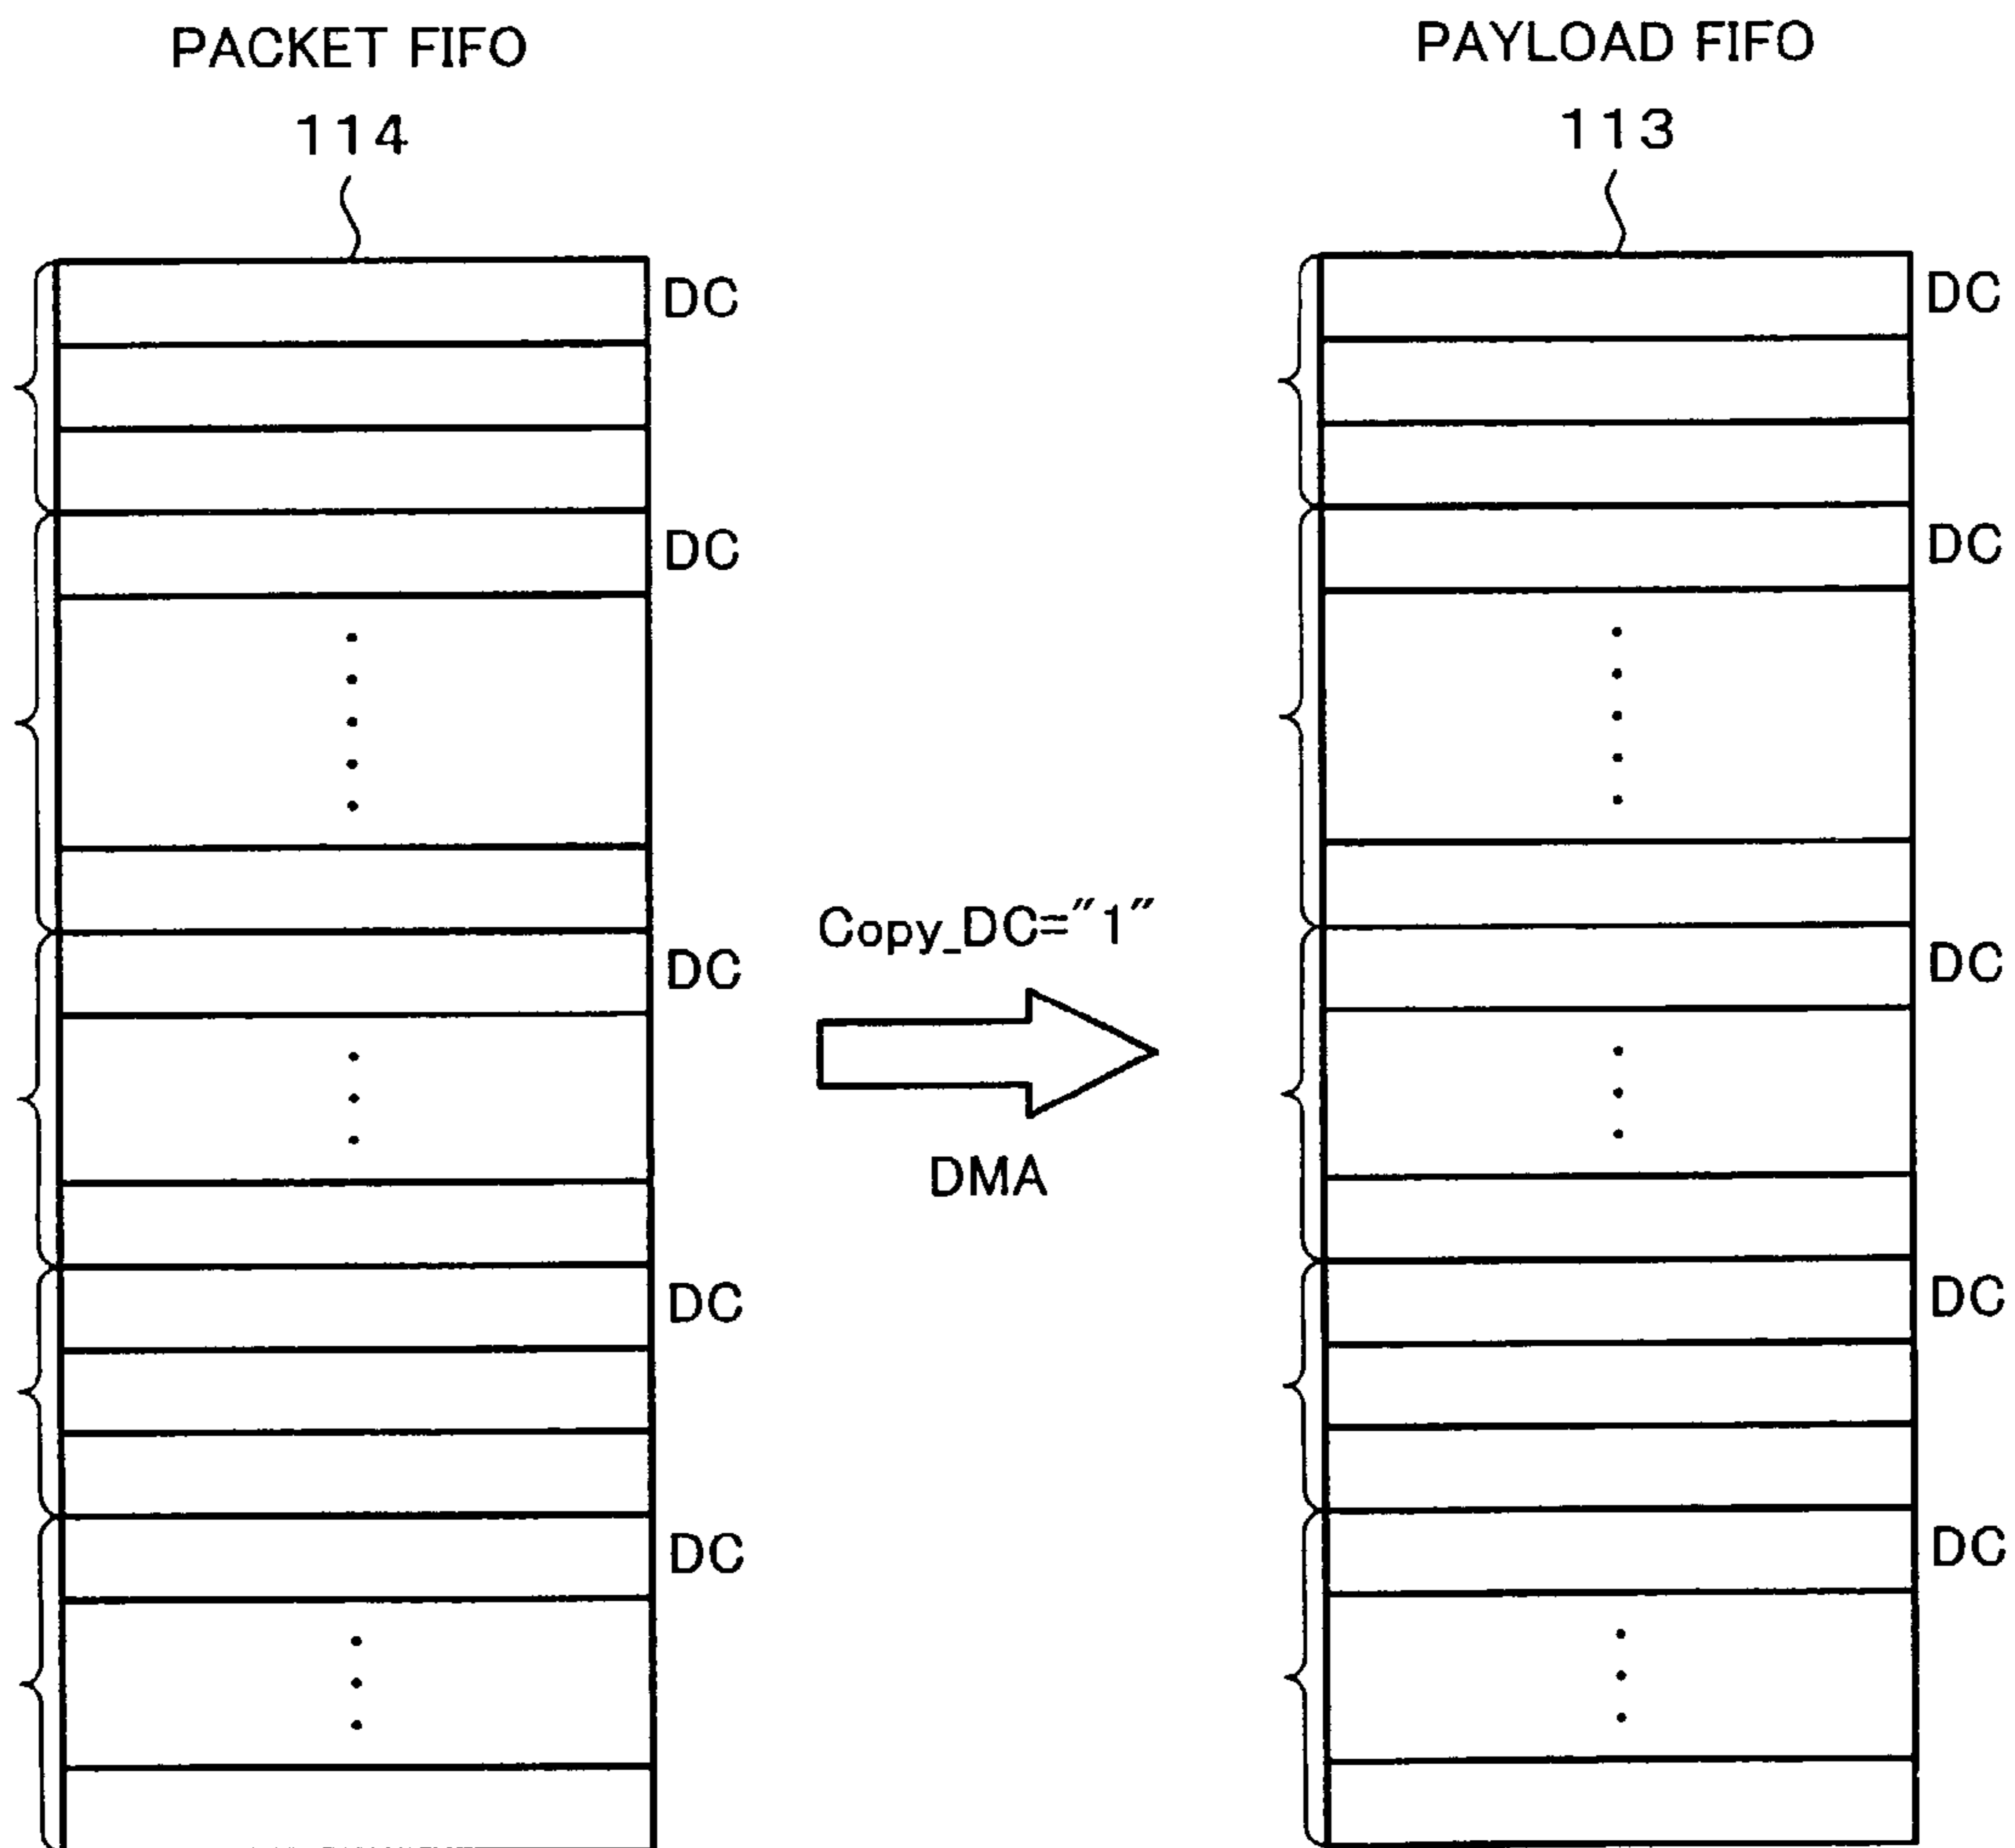 PACKET FIFO
114
DC
DC
DC
DC
DC
Copy_DC="1"
DMA
PAYLOAD FIFO
113
DC
DC
DC
DC
DC